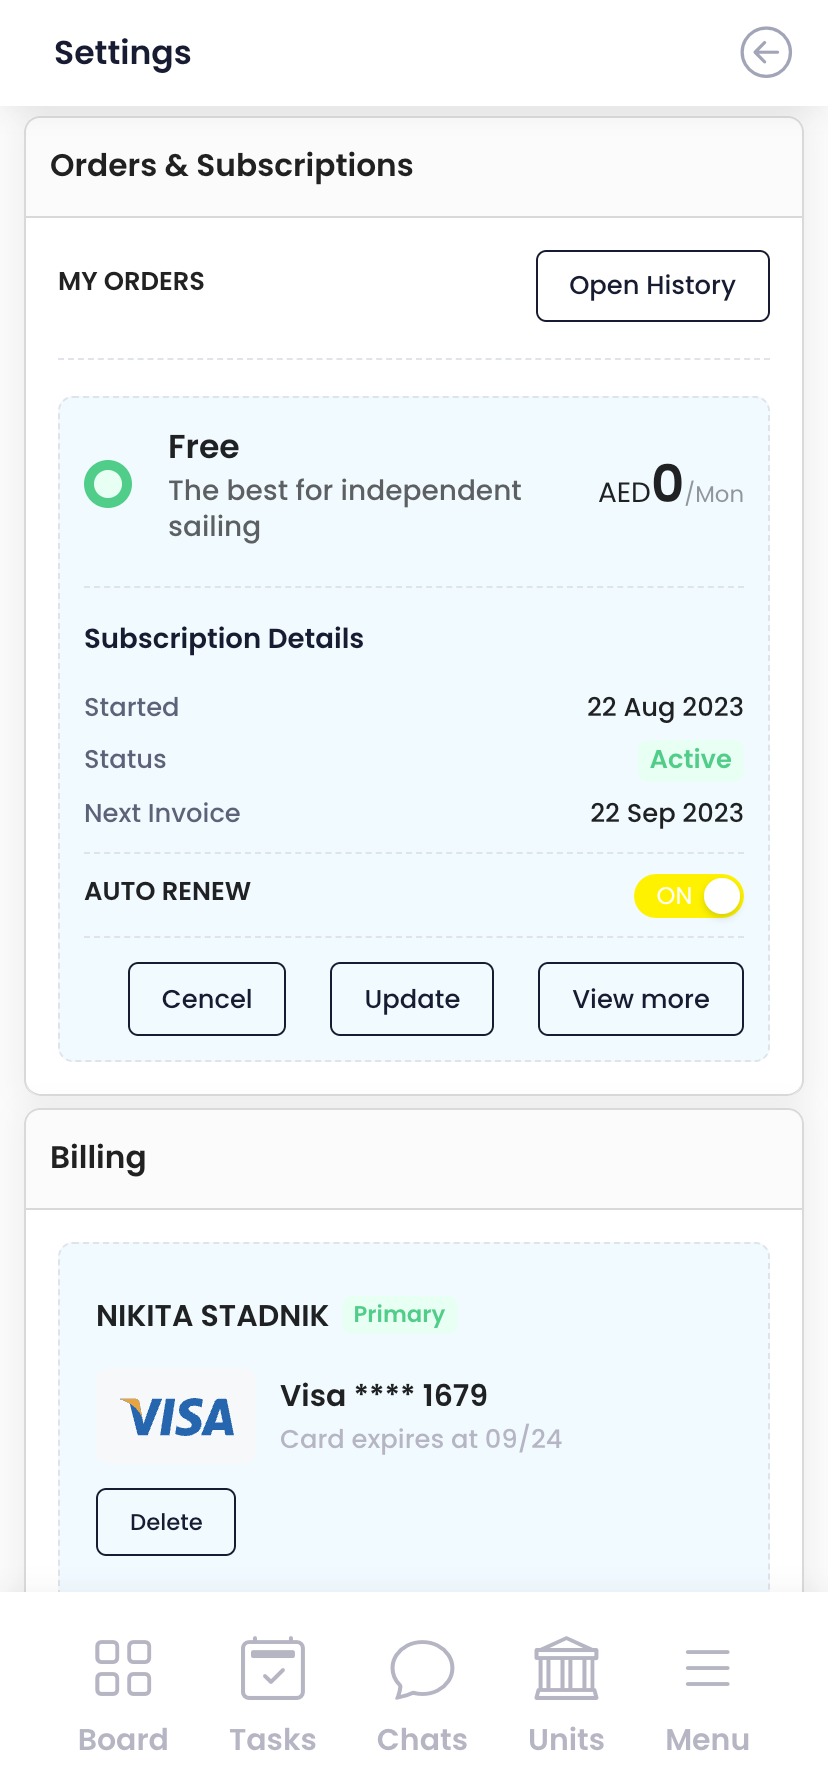 Settings
Orders & Subscriptions
MY ORDERS
Open History
Free
The best for independent
sailing
AED0/Mon
Subscription Details
Started 22 Aug 2023
Status Active
Next Invoice 22 Sep 2023
AUTO RENEW ON
Cencel Update View more
Billing
NIKITA STADNIK Primary
VISA
Visa **** 1679
Card expires at 09/24
Delete
Board Tasks Chats Units Menu